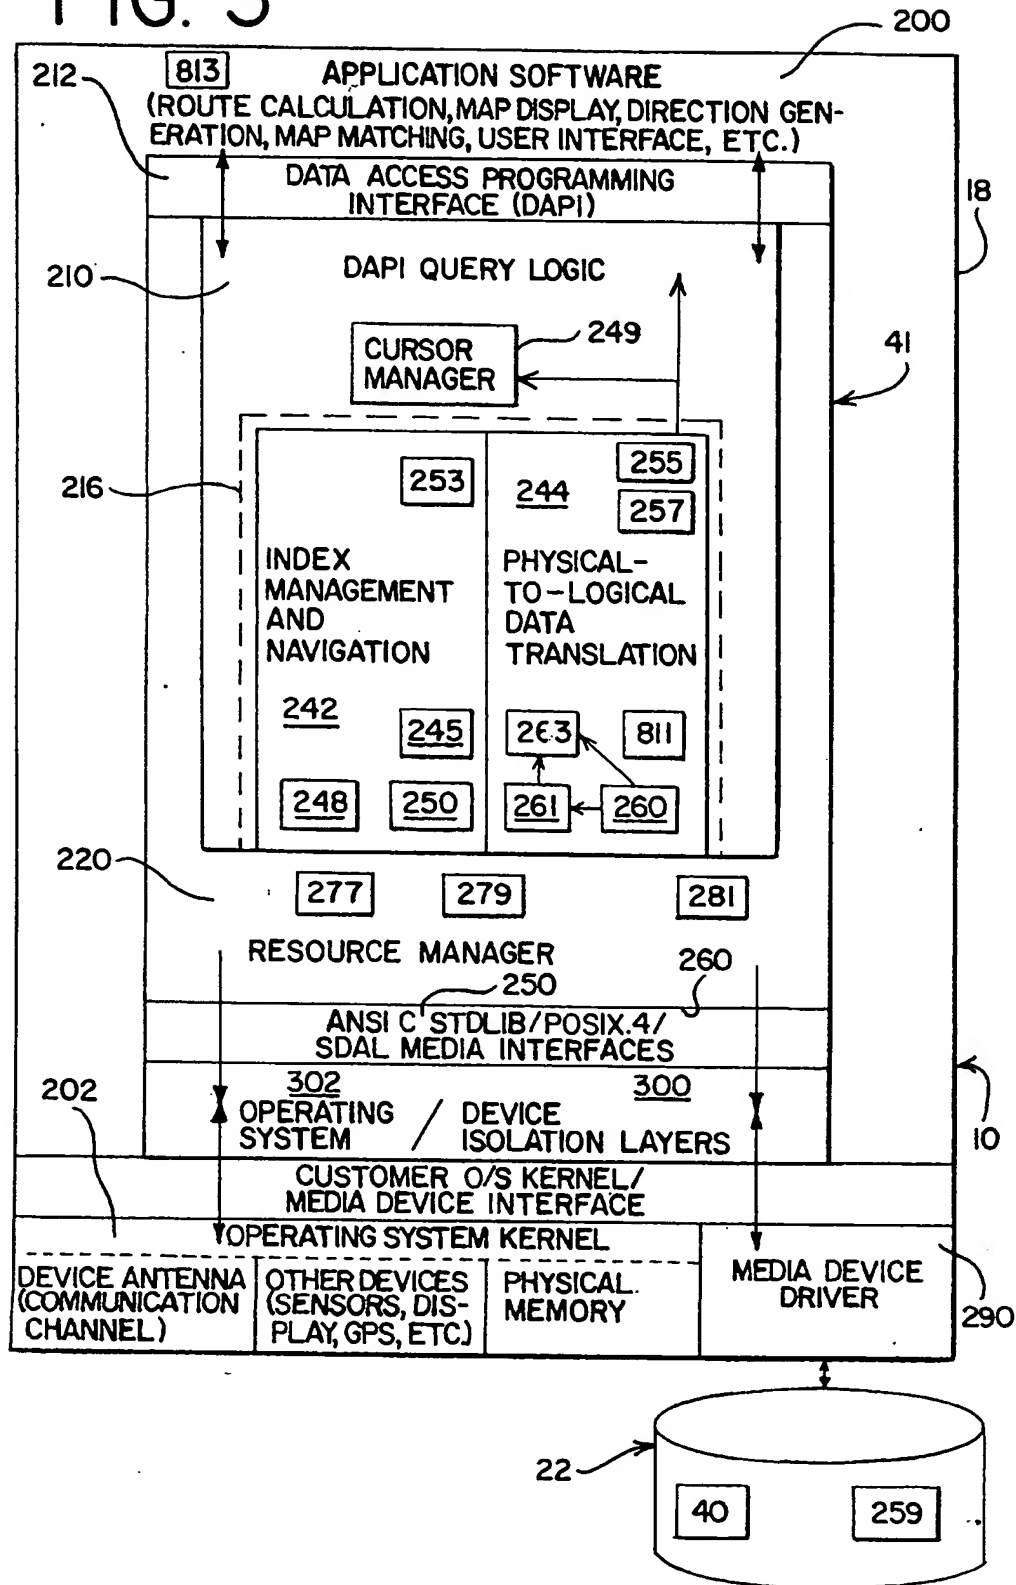 FIG. 5
200
813
APPLICATION SOFTWARE
212
(ROUTE CALCULATION, MAP DISPLAY, DIRECTION GEN-
ERATION, MAP MATCHING, USER INTERFACE, ETC.)
DATA ACCESS PROGRAMMING
INTERFACE (DAPI)
18
210
DAPI QUERY LOGIC
249
CURSOR
MANAGER
41
216
253
244
255
257
INDEX
MANAGEMENT
AND
NAVIGATION
PHYSICAL-
TO-LOGICAL
DATA
TRANSLATION
242
245
263
811
248
250
261
260
220
277
279
281
RESOURCE MANAGER
260
250
ANSI C STDLIB/POSIX.4/
SDAL MEDIA INTERFACES
202
302
300
OPERATING
SYSTEM
/
DEVICE
ISOLATION LAYERS
10
CUSTOMER O/S KERNEL/
MEDIA DEVICE INTERFACE
OPERATING SYSTEM KERNEL
DEVICE ANTENNA
(COMMUNICATION
CHANNEL)
OTHER DEVICES
(SENSORS, DIS-
PLAY, GPS, ETC.)
PHYSICAL
MEMORY
MEDIA DEVICE
DRIVER
290
22
40
259